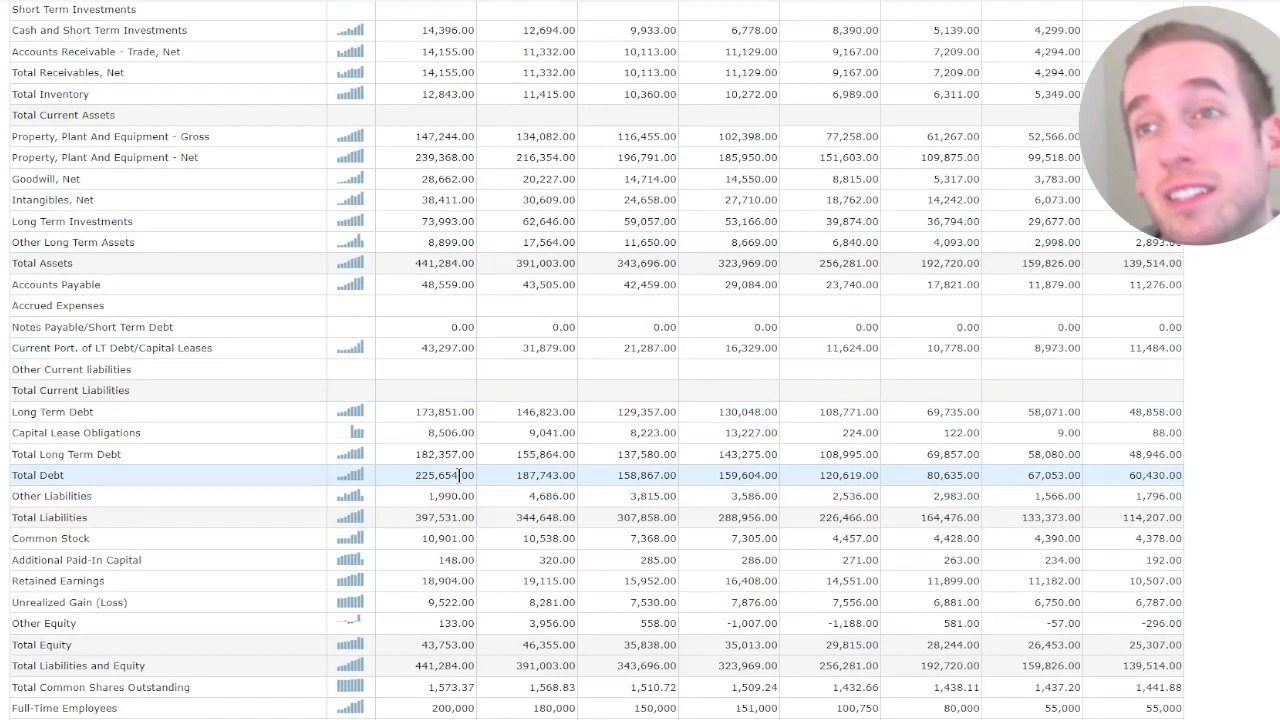 Short Term Investments
Cash and Short Term Investments 14,396.00 12,694.00 9,933.00 6,778.00 8,390.00 5,139.00 4,299.00
Accounts Receivable - Trade, Net 14,155.00 11,332.00 10,113.00 11,129.00 9,167.00 7,209.00 4,294.00
Total Receivables, Net 14,155.00 11,332.00 10,113.00 11,129.00 9,167.00 7,209.00 4,294.00
Total Inventory 12,843.00 11,415.00 10,360.00 10,272.00 6,989.00 6,311.00 5,349.00
Total Current Assets
Property, Plant And Equipment - Gross 147,244.00 134,082.00 116,455.00 102,398.00 77,258.00 61,267.00
Property, Plant And Equipment - Net 239,368.00 216,354.00 196,791.00 185,950.00 151,603.00 109,875.00 99,518.00
Goodwill, Net 28,662.00 20,227.00 14,714.00 14,550.00 8,815.00 5,317.00 3,783.00
Intangibles, Net 38,411.00 30,609.00 24,658.00 27,710.00 18,762.00 14,242.00 6,073.00
Long Term Investments 73,993.00 62,646.00 59,057.00 53,166.00 39,874.00 36,794.00 29,677.00
Other Long Term Assets 8,899.00 17,564.00 11,650.00 8,669.00 6,840.00 4,093.00 2,998.00 2,893.00
Total Assets 441,284.00 391,003.00 343,696.00 323,969.00 256,281.00 192,720.00 159,826.00 139,514.00
Accounts Payable 48,559.00 43,505.00 42,459.00 29,084.00 23,740.00 17,821.00 11,879.00 11,276.00
Accrued Expenses
Notes Payable/Short Term Debt 0.00 0.00 0.00 0.00 0.00 0.00 0.00 0.00
Current Port. of LT Debt/Capital Leases 43,297.00 31,879.00 21,287.00 16,329.00 11,624.00 10,778.00 8,973.00 11,484.00
Other Current liabilities
Total Current Liabilities
Long Term Debt 173,851.00 146,823.00 129,357.00 130,048.00 108,771.00 69,735.00 58,071.00 48,858.00
Capital Lease Obligations 8,506.00 9,041.00 8,223.00 13,227.00 224.00 122.00 9.00 88.00
Total Long Term Debt 182,357.00 155,864.00 137,580.00 143,275.00 108,995.00 69,857.00 58,080.00 48,946.00
Total Debt 225,654.00 187,743.00 158,867.00 159,604.00 120,619.00 80,635.00 67,053.00 60,430.00
Other Liabilities 1,990.00 4,686.00 3,815.00 3,586.00 2,536.00 2,983.00 1,566.00 1,796.00
Total Liabilities 397,531.00 344,648.00 307,858.00 288,956.00 226,466.00 164,476.00 133,373.00 114,207.00
Common Stock 10,901.00 10,538.00 7,368.00 7,305.00 4,457.00 4,428.00 4,390.00 4,378.00
Additional Paid-In Capital 148.00 320.00 285.00 286.00 271.00 263.00 234.00 192.00
Retained Earnings 18,904.00 19,115.00 15,952.00 16,408.00 14,551.00 11,899.00 11,182.00 10,507.00
Unrealized Gain (Loss) 9,522.00 8,281.00 7,530.00 7,876.00 7,556.00 6,881.00 6,750.00 6,787.00
Other Equity 133.00 3,956.00 558.00 -1,007.00 -1,188.00 581.00 -57.00 -296.00
Total Equity 43,753.00 46,355.00 35,838.00 35,013.00 29,815.00 28,244.00 26,453.00 25,307.00
Total Liabilities and Equity 441,284.00 391,003.00 343,696.00 323,969.00 256,281.00 192,720.00 159,826.00 139,514.00
Total Common Shares Outstanding 1,573.37 1,568.83 1,510.72 1,509.24 1,432.66 1,438.11 1,437.20 1,441.88
Full-Time Employees 200,000 180,000 150,000 151,000 100,750 80,000 55,000 55,000